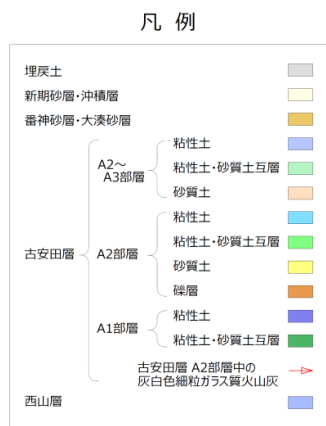 凡 例
埋戻土
新期砂層・沖積層
番神砂層・大湊砂層
古安田層
A2～
A3部層
粘性土
粘性土・砂質土互層
砂質土
A2部層
粘性土
粘性土・砂質土互層
砂質土
礫層
A1部層
粘性土
粘性土・砂質土互層
古安田層 A2部層中の
灰白色細粒ガラス質火山灰
西山層